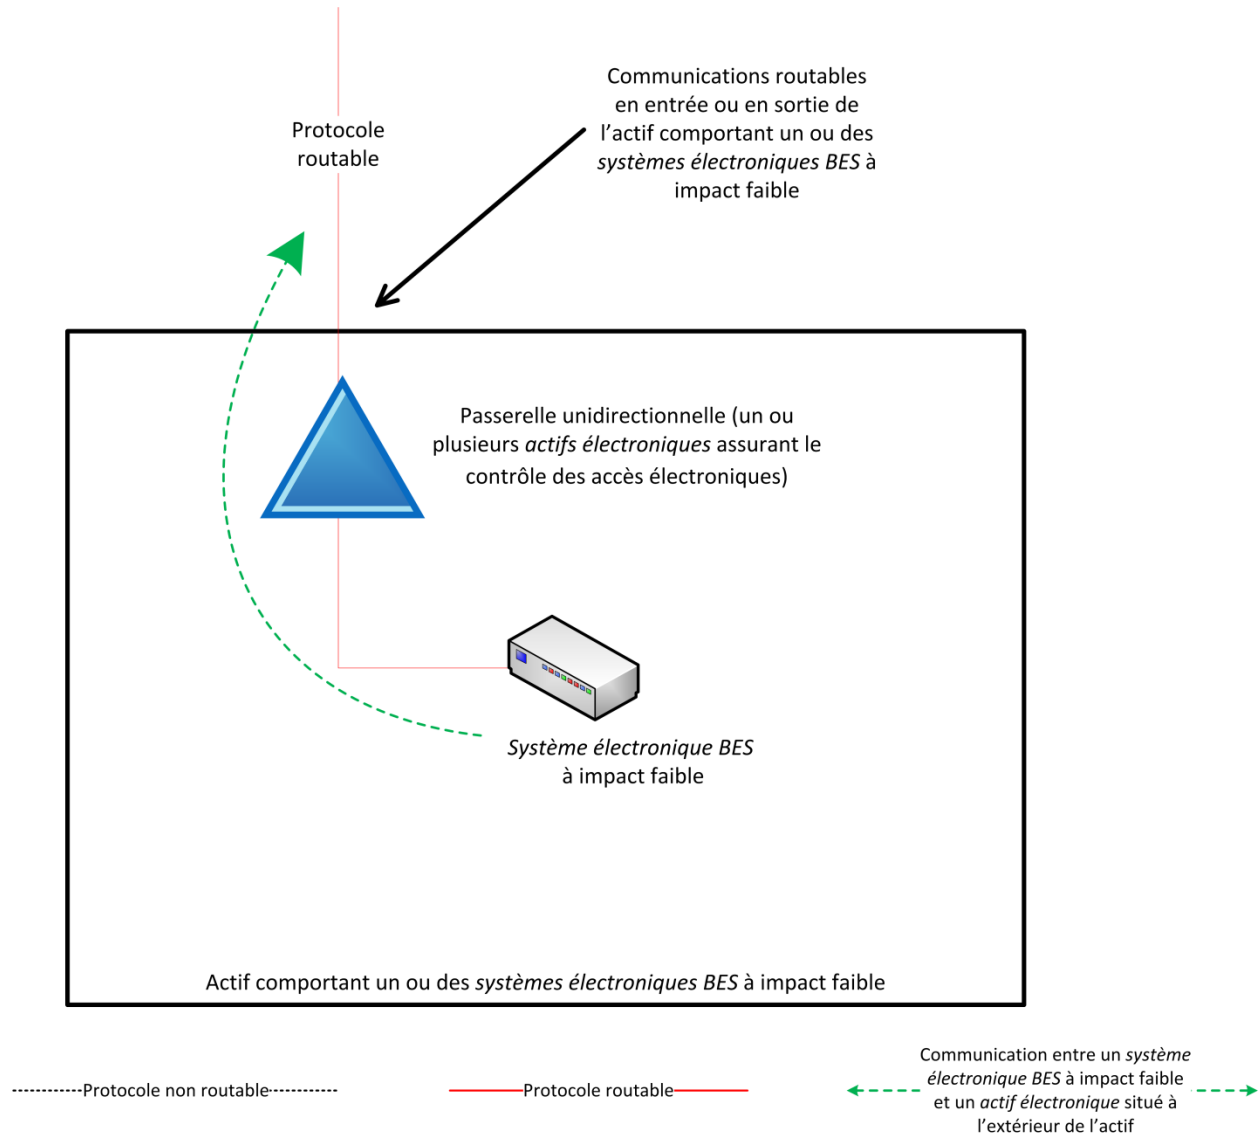 Communications routables
en entrée ou en sortie de
l’actif comportant un ou des
systèmes électroniques BES à
impact faible
Protocole
routable
Passerelle unidirectionnelle (un ou
plusieurs actifs électroniques assurant le
contrôle des accès électroniques)
Système électronique BES
à impact faible
Actif comportant un ou des systèmes électroniques BES à impact faible
Protocole non routable
Protocole routable
Communication entre un système
électronique BES à impact faible
et un actif électronique situé à
l’extérieur de l’actif